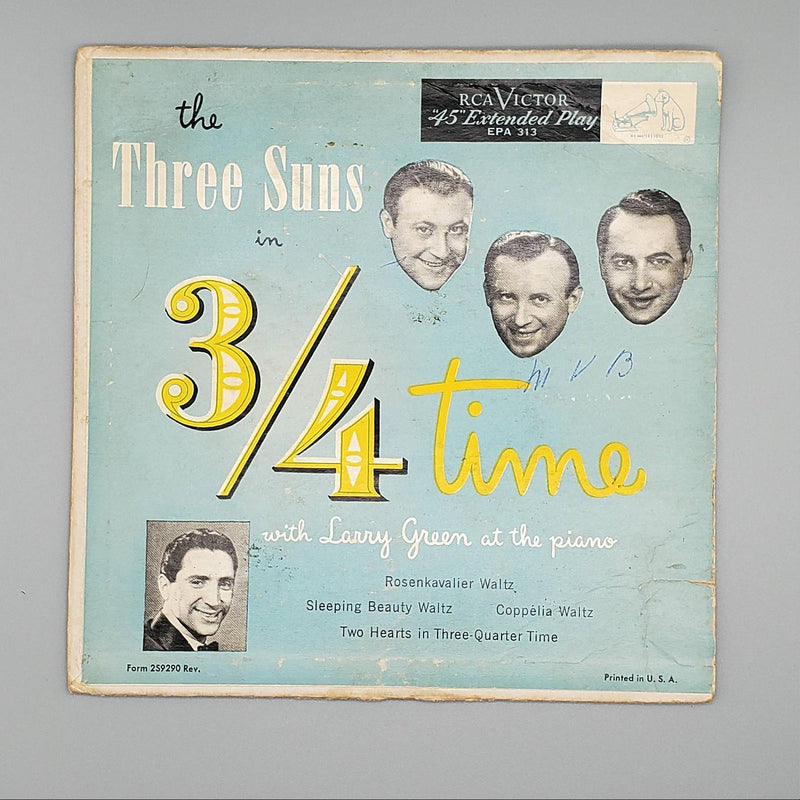 the
Three Suns
in
3/4 time
RCA VICTOR
"45" Extended Play
EPA 313
M V B
with Larry Green at the piano
Rosenkavalier Waltz
Sleeping Beauty Waltz Coppélia Waltz
Two Hearts in Three-Quarter Time
Form 2S9290 Rev.
Printed in U. S. A.